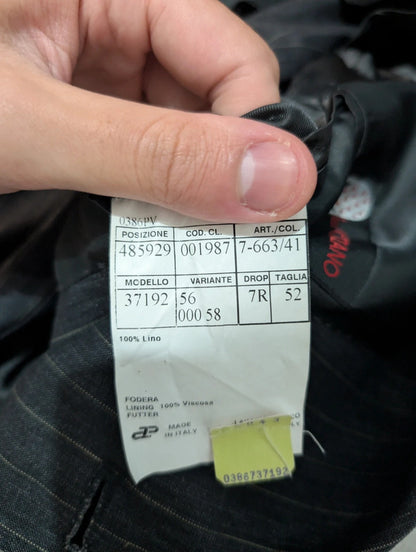 0386PV
POSIZIONE COD. CL. ART./COL.
485929 001987 7-663/41
MODELLO VARIANTE DROP TAGLIA
37192 .56 7R 52
000 58
100% Lino
FODERA
LINING 100% Viscosa
FUTTER
MADE
IN ITALY
0386737192